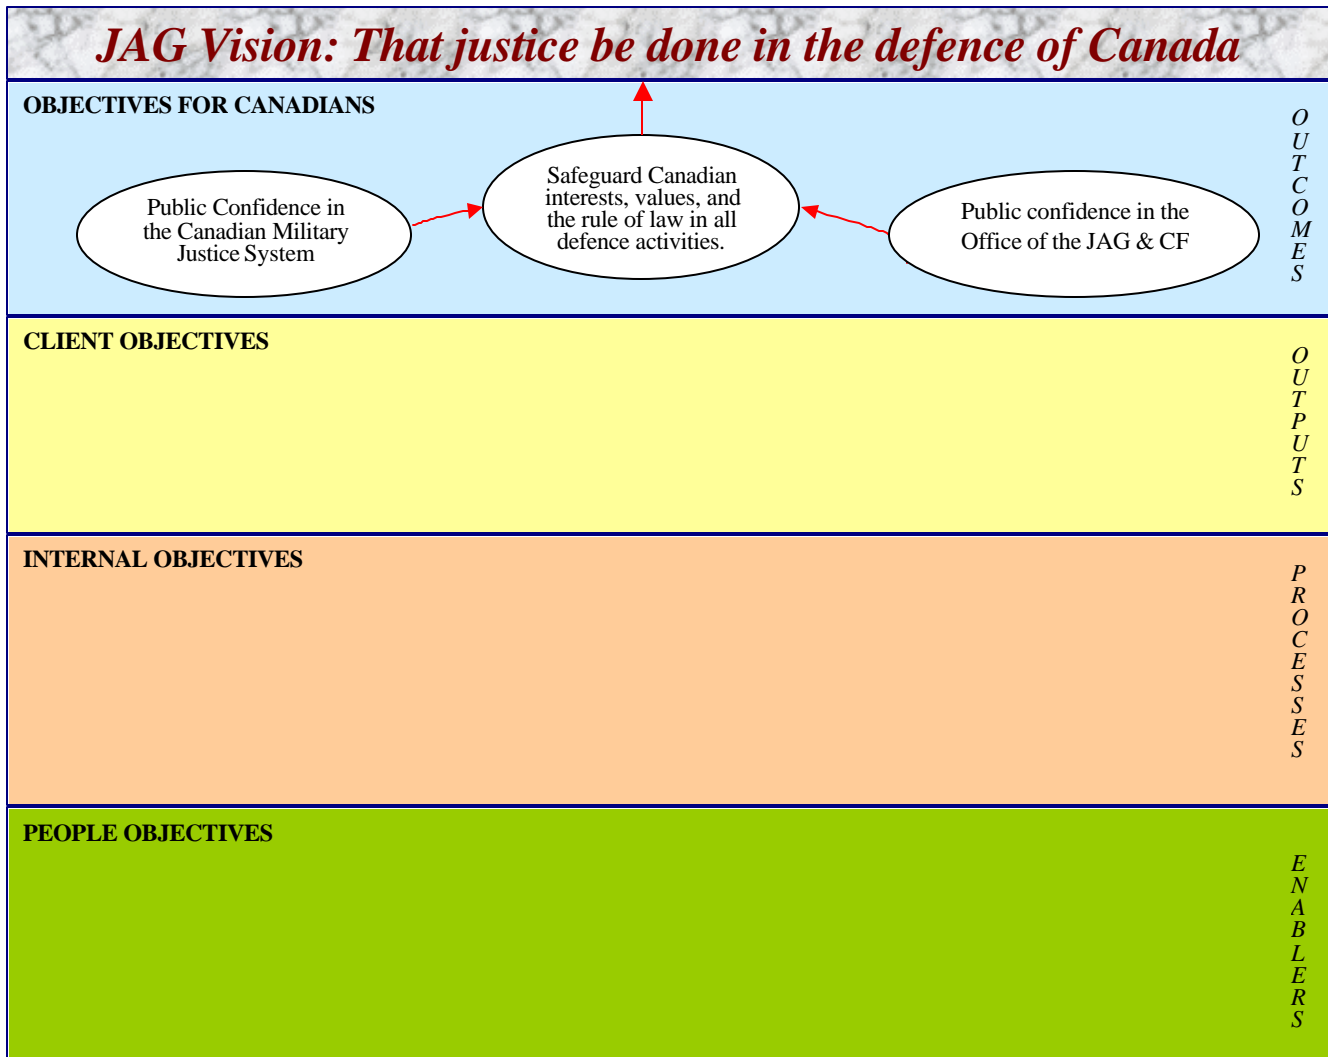 JAG Vision: That justice be done in the defence of Canada
OBJECTIVES FOR CANADIANS
Public Confidence in
the Canadian Military
Justice System
Safeguard Canadian
interests, values, and
the rule of law in all
defence activities.
Public confidence in the
Office of the JAG & CF
OUTCOMES
CLIENT OBJECTIVES
OUTPUTS
INTERNAL OBJECTIVES
PROCESSES
PEOPLE OBJECTIVES
ENABLERS